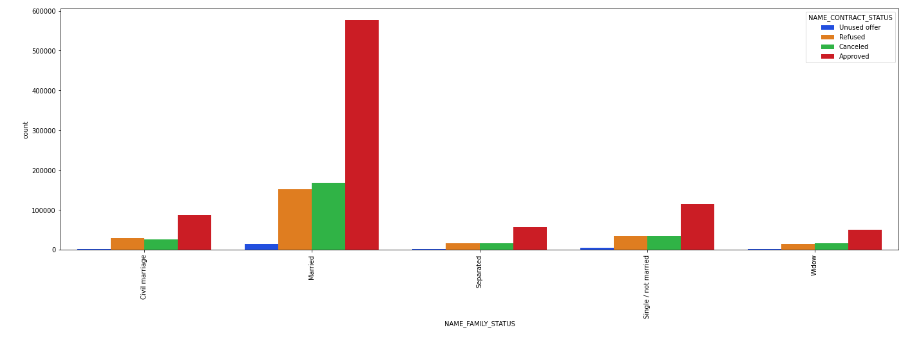 NAME_CONTRACT_STATUS
Unused offer
Refused
Canceled
Approved
600000
500000
400000
300000
200000
100000
0
count
Civil marriage
Married
Separated
Single / not married
Widow
NAME_FAMILY_STATUS